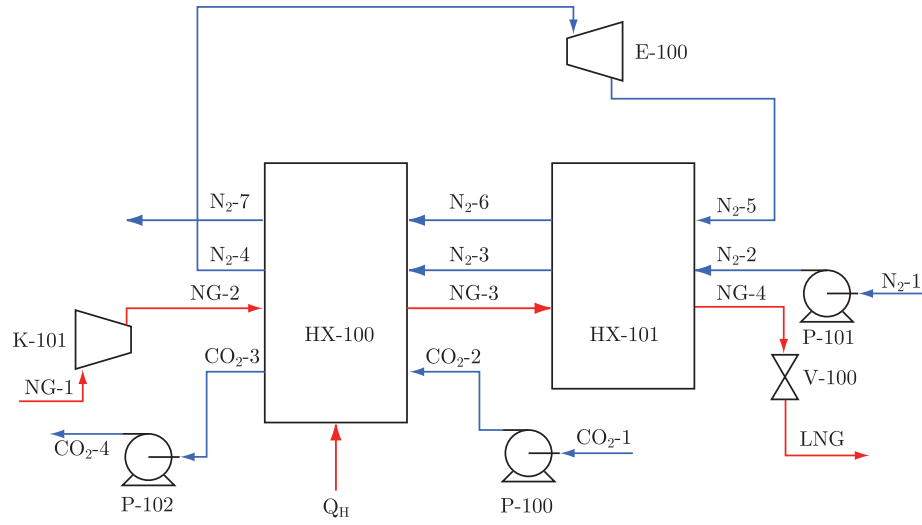 E-100
N₂-7
N₂-6
N₂-5
N₂-4
N₂-3
N₂-2
N₂-1
NG-2
NG-3
NG-4
K-101
HX-100
HX-101
P-101
CO₂-3
CO₂-2
V-100
NG-1
CO₂-4
CO₂-1
LNG
P-102
Q_H
P-100